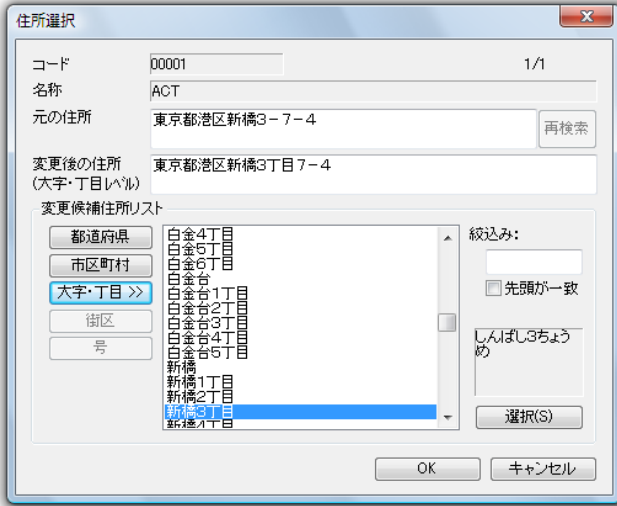 住所選択
コード 00001 1/1
名称 ACT
元の住所 東京都港区新橋3-7-4 再検索
変更後の住所 東京都港区新橋3丁目7-4
(大字・丁目レベル)
変更候補住所リスト
都道府県
市区町村
大字・丁目 >>
街区
号
白金4丁目
白金5丁目
白金6丁目
白金台
白金台1丁目
白金台2丁目
白金台3丁目
白金台4丁目
白金台5丁目
新橋
新橋1丁目
新橋2丁目
新橋3丁目
新橋4丁目
絞込み:
先頭が一致
しんばし3ちょう
め
選択(S)
OK キャンセル